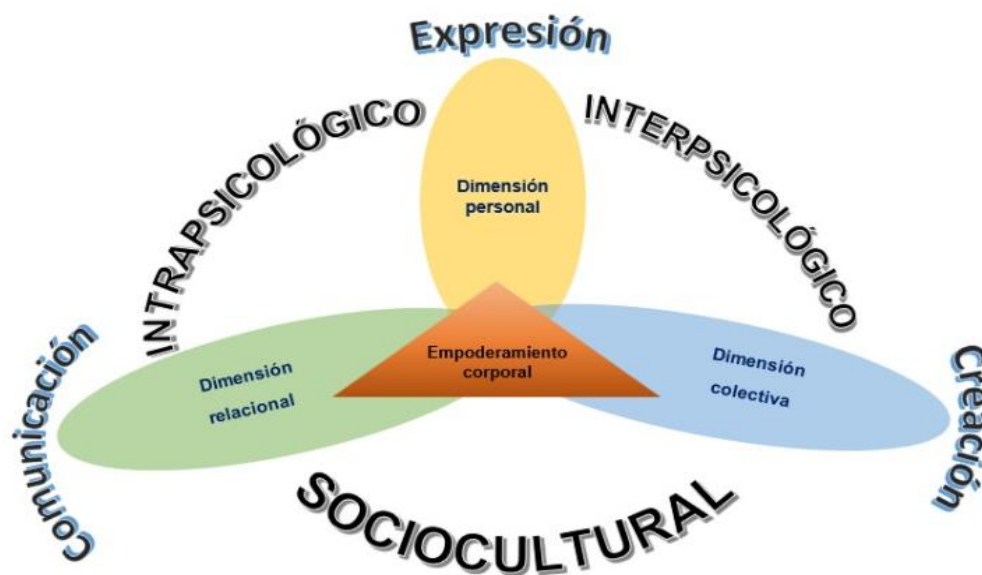 Expresión
INTRAPSICOLÓGICO
INTERPSICOLÓGICO
Dimensión
personal
Empoderamiento
corporal
Dimensión
relacional
Dimensión
colectiva
Comunicación
Creación
SOCIOCULTURAL